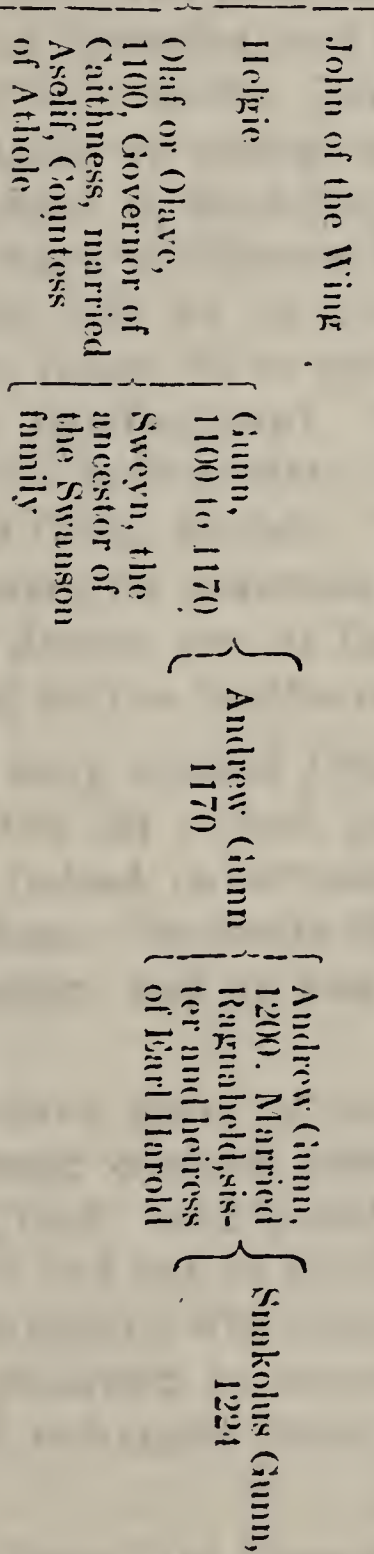 John of the Wing
Helgie
Olaf or Olave,
1100, Governor of
Caithness, married
Aselif, Countess
of Athole
Gunn,
1100 to 1170
Sweyn, the
ancestor of
the Swanson
family
Andrew Gunn
1170
Andrew Gunn,
1200. Married
Ragnaheld, sis-
ter and heiress
of Earl Harold
Snakolus Gunn,
1224